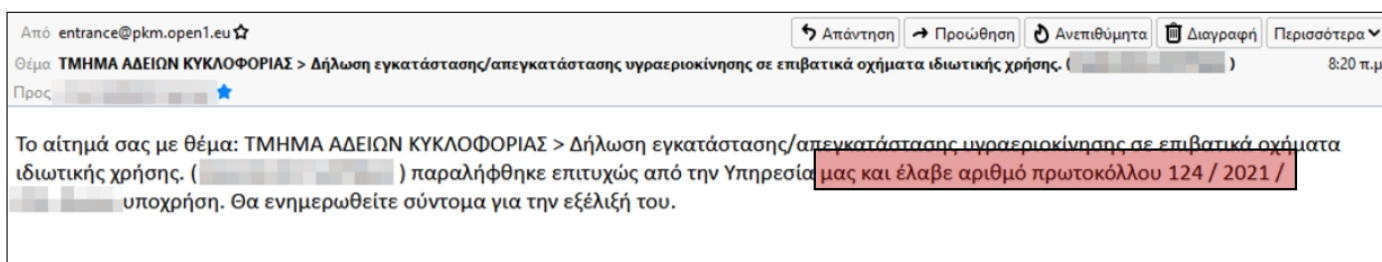 Από entrance@pkm.open1.eu
Απάντηση Προώθηση Ανεπιθύμητα Διαγραφή Περισσότερα
Θέμα ΤΜΗΜΑ ΑΔΕΙΩΝ ΚΥΚΛΟΦΟΡΙΑΣ > Δήλωση εγκατάστασης/απεγκατάστασης υγραεριοκίνησης σε επιβατικά οχήματα ιδιωτικής χρήσης. ( ) 8:20 π.μ
Προς
Το αίτημά σας με θέμα: ΤΜΗΜΑ ΑΔΕΙΩΝ ΚΥΚΛΟΦΟΡΙΑΣ > Δήλωση εγκατάστασης/απεγκατάστασης υγραεριοκίνησης σε επιβατικά οχήματα
ιδιωτικής χρήσης. ( ) παραλήφθηκε επιτυχώς από την Υπηρεσία μας και έλαβε αριθμό πρωτοκόλλου 124 / 2021 /
υποχρήση. Θα ενημερωθείτε σύντομα για την εξέλιξή του.